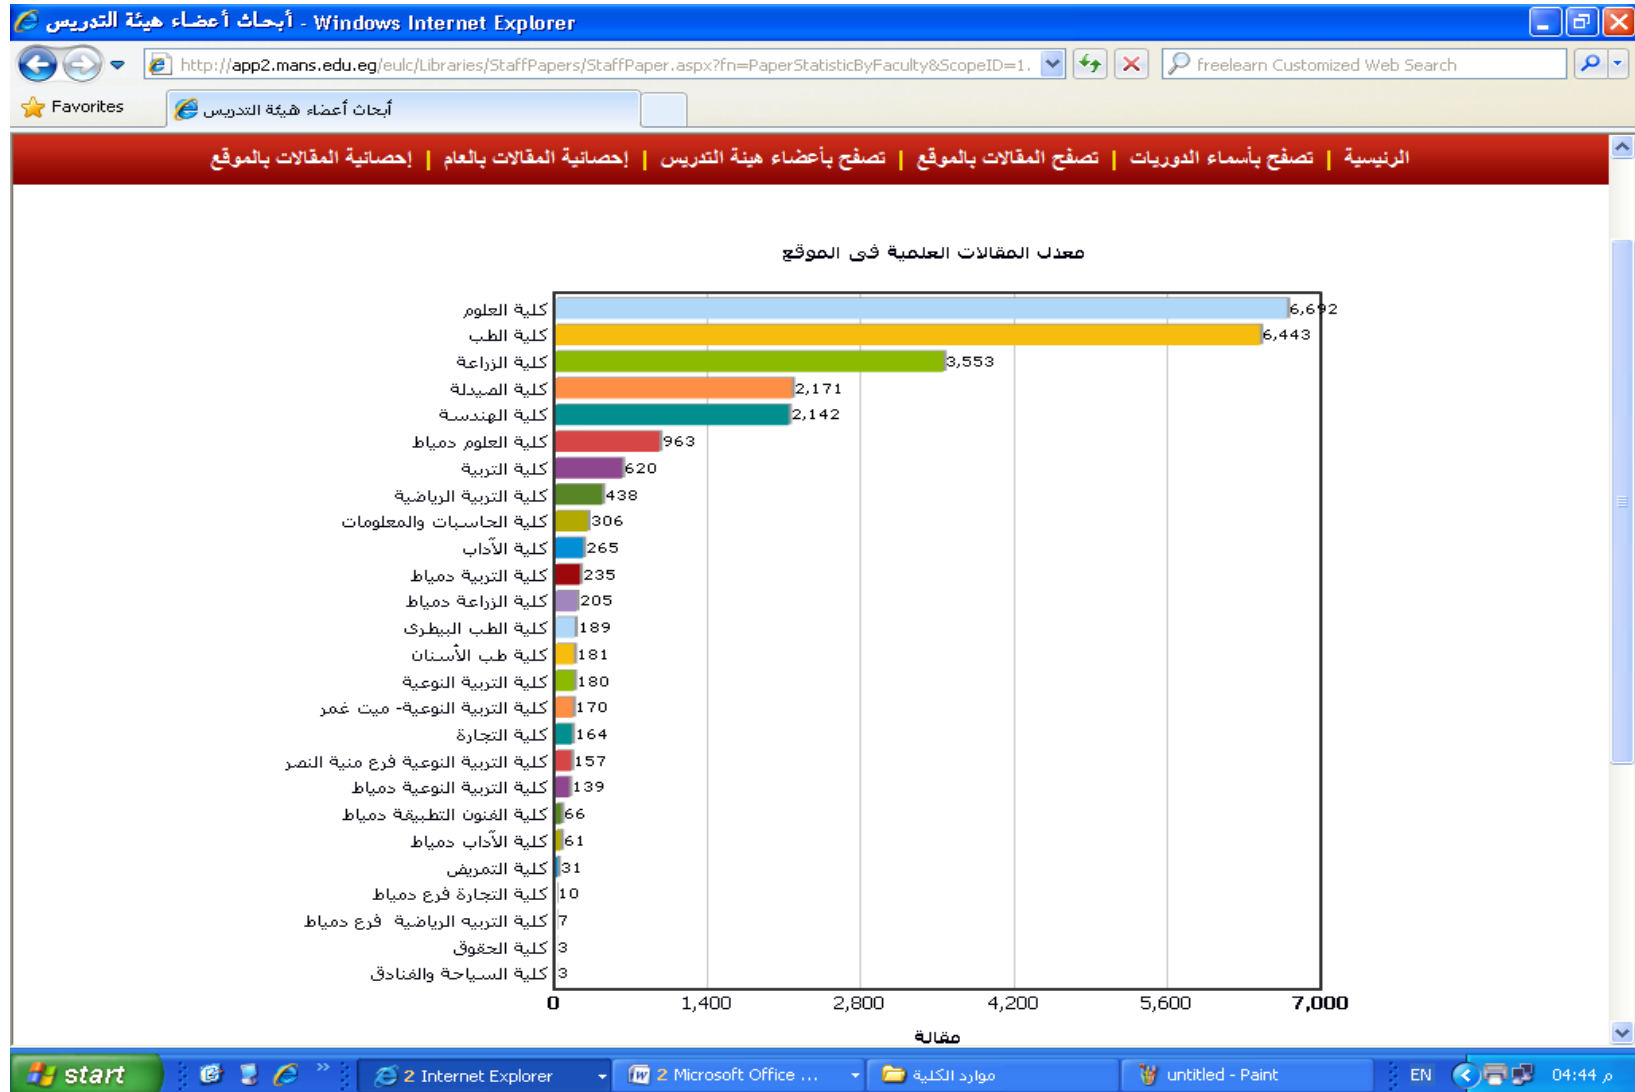 أبحاث أعضاء هيئة التدريس - Windows Internet Explorer
http://app2.mans.edu.eg/eulc/Libraries/StaffPapers/StaffPaper.aspx?fn=PaperStatisticByFaculty&ScopeID=1.
freelearn Customized Web Search
Favorites
أبحاث أعضاء هيئة التدريس
الرئيسية | تصفح بأسماء الدوريات | تصفح المقالات بالموقع | تصفح بأعضاء هيئة التدريس | إحصائية المقالات بالعام | إحصائية المقالات بالموقع
معدل المقالات العلمية فى الموقع
كلية العلوم 6,692
كلية الطب 6,443
كلية الزراعة 3,553
كلية الصيدلة 2,171
كلية الهندسة 2,142
كلية العلوم دمياط 963
كلية التربية 620
كلية التربية الرياضية 438
كلية الحاسبات والمعلومات 306
كلية الآداب 265
كلية التربية دمياط 235
كلية الزراعة دمياط 205
كلية الطب البيطرى 189
كلية طب الأسنان 181
كلية التربية النوعية 180
كلية التربية النوعية- ميت غمر 170
كلية التجارة 164
كلية التربية النوعية فرع منية النصر 157
كلية التربية النوعية دمياط 139
كلية الفنون التطبيقة دمياط 66
كلية الآداب دمياط 61
كلية التمريض 31
كلية التجارة فرع دمياط 10
كلية التربيه الرياضية فرع دمياط 7
كلية الحقوق 3
كلية السياحة والفنادق 3
0 1,400 2,800 4,200 5,600 7,000
مقالة
start
2 Internet Explorer
2 Microsoft Office ...
موارد الكلية
untitled - Paint
EN
04:44 م